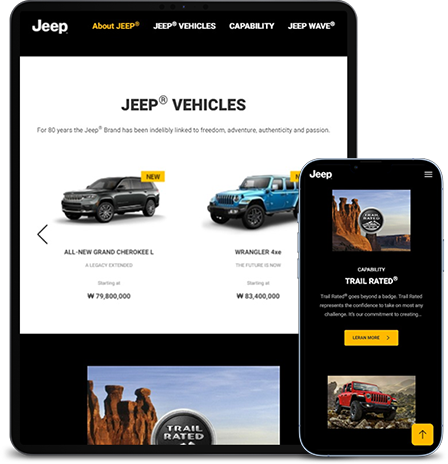 Jeep
About JEEP®
JEEP® VEHICLES
CAPABILITY
JEEP WAVE®
JEEP® VEHICLES
For 80 years the Jeep® Brand has been indelibly linked to freedom, adventure, authenticity and passion.
NEW
ALL-NEW GRAND CHEROKEE L
A LEGACY EXTENDED
Starting at
₩ 79,800,000
WRANGLER 4xe
THE FUTURE IS NOW
Starting at
₩ 83,400,000
TRAIL
RATED
Jeep
TRAIL
RATED
CAPABILITY
TRAIL RATED®
Trail Rated® goes beyond a badge. Trail Rated
represents the confidence to take on most any
challenge. It's our commitment to creating...
LERAN MORE